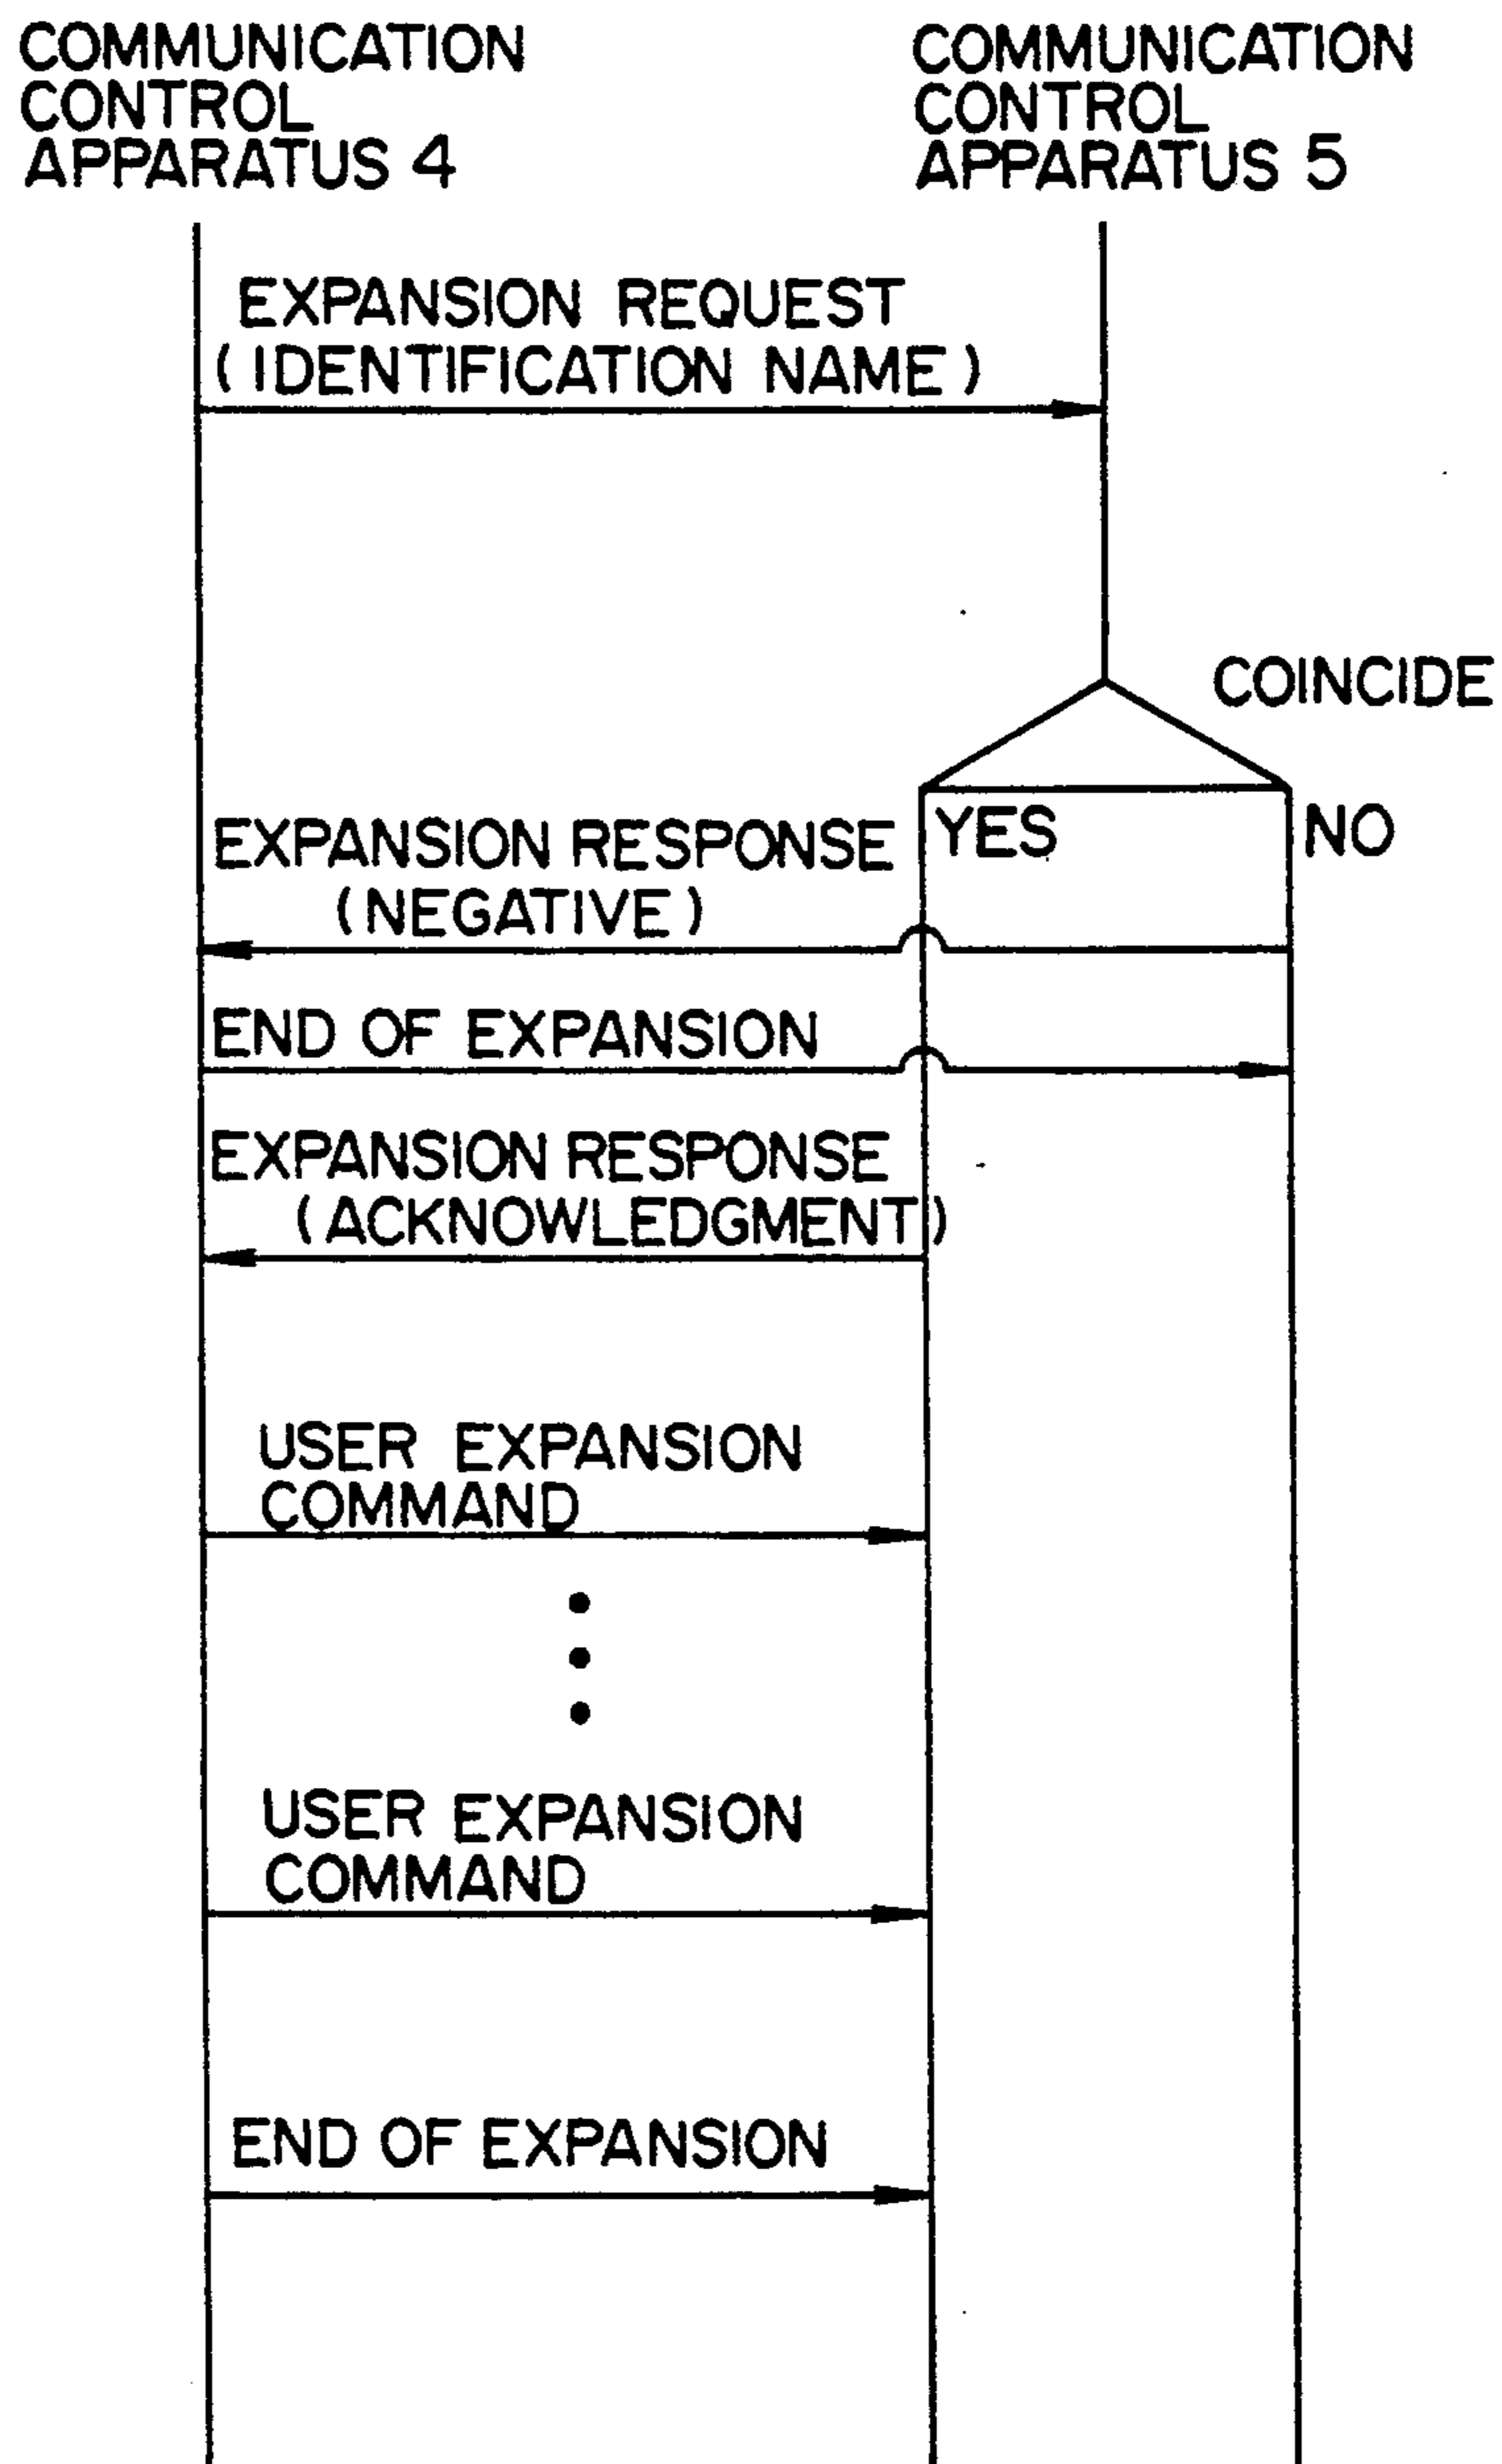 COMMUNICATION
CONTROL
APPARATUS 4
COMMUNICATION
CONTROL
APPARATUS 5
EXPANSION REQUEST
(IDENTIFICATION NAME)
COINCIDE
YES
NO
EXPANSION RESPONSE
(NEGATIVE)
END OF EXPANSION
EXPANSION RESPONSE
(ACKNOWLEDGMENT)
USER EXPANSION
COMMAND
USER EXPANSION
COMMAND
END OF EXPANSION